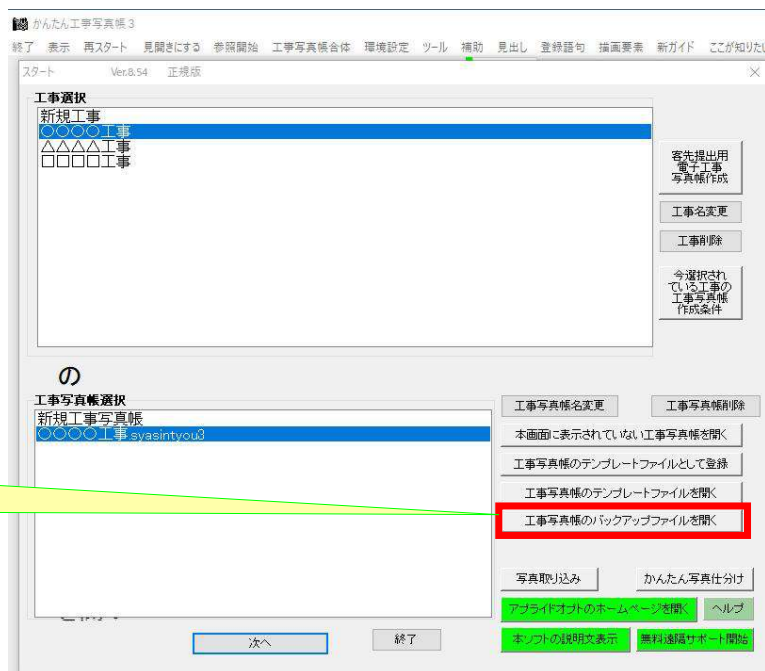 かんたん工事写真帳３
終了 表示 再スタート 見開きにする 参照開始 工事写真帳合体 環境設定 ツール 補助 見出し 登録語句 描画要素 新ガイド ここが知りたい
スタート Ver.8.54 正規版
工事選択
新規工事
○○○○工事
△△△△工事
□□□□工事
客先提出用
電子工事
写真帳作成
工事名変更
工事削除
今選択され
ている工事の
工事写真帳
作成条件
の
工事写真帳選択
新規工事写真帳
○○○○工事syasintyou3
工事写真帳名変更 工事写真帳削除
本画面に表示されていない工事写真帳を開く
工事写真帳のテンプレートファイルとして登録
工事写真帳のテンプレートファイルを開く
工事写真帳のバックアップファイルを開く
写真取り込み かんたん写真仕分け
アプライドオプトのホームページを開く ヘルプ
次へ 終了 本ソフトの説明文表示 無料遠隔サポート開始